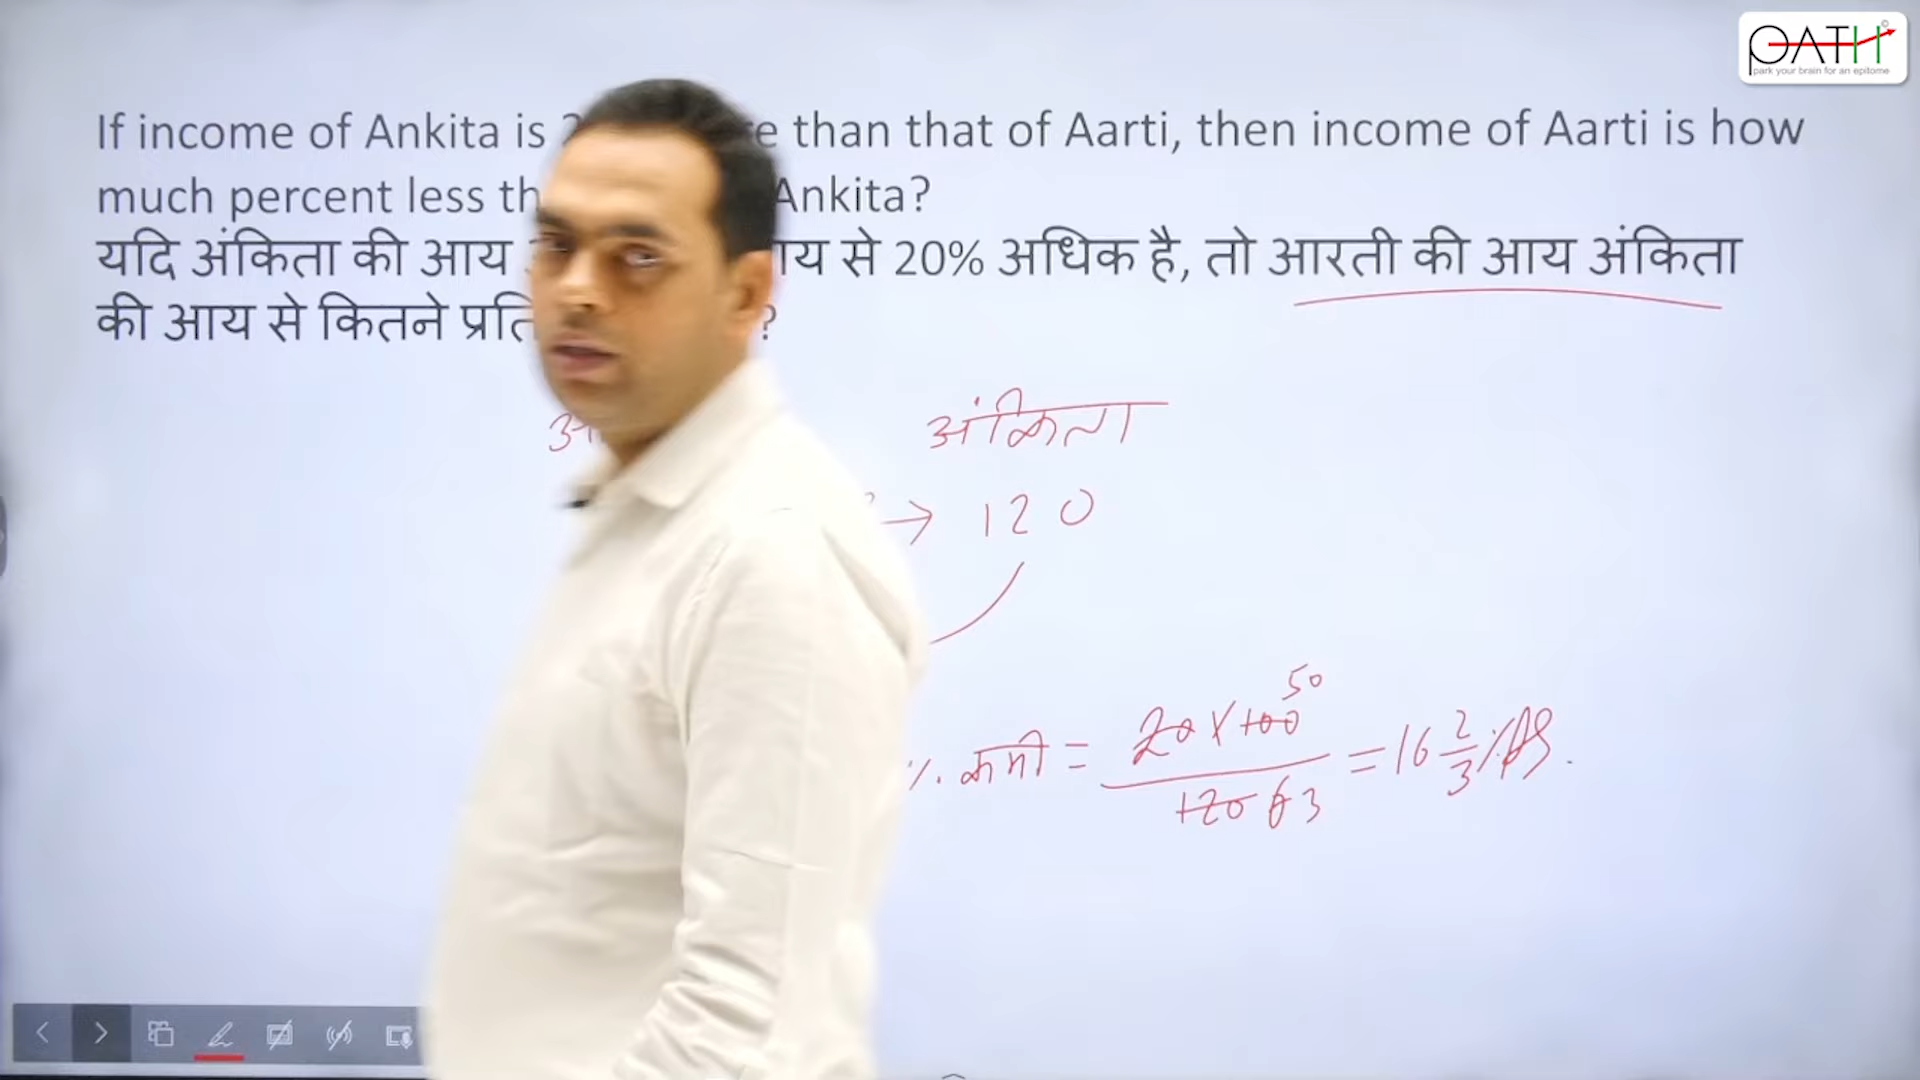 PATH
park your brain for an epitome
If income of Ankita is than that of Aarti, then income of Aarti is how
much percent less Ankita?
यदि अंकिता की आय से 20% अधिक है, तो आरती की आय अंकिता
की आय से कितने ?
अंकिता
→ 120
50
% कमी = 20 x 100 = 16 2/3 %
120 6 3